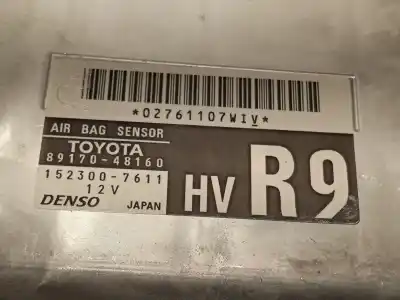 *02761107WIV*
AIR BAG SENSOR
TOYOTA
89170-48160
152300-7611
12V
DENSO JAPAN
HV R9